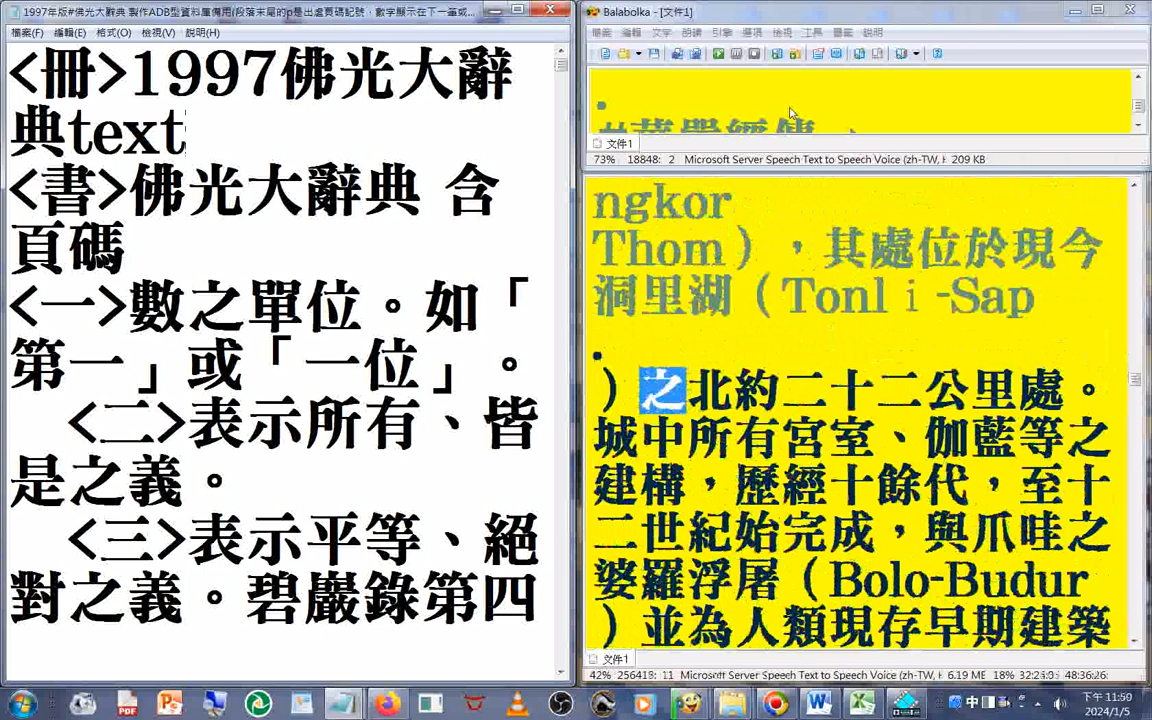 1997年版#佛光大辭典 製作ADB型資料庫備用(段落末尾的p是出處頁碼記號，數字顯示在下一筆或...
檔案(F) 編輯(E) 格式(O) 檢視(V) 說明(H)
<冊>1997佛光大辭
典text
<書>佛光大辭典 含
頁碼
<一>數之單位。如「
第一」或「一位」。
<二>表示所有、皆
是之義。
<三>表示平等、絕
對之義。碧巖錄第四
Balabolka - [文件1]
檔案 編輯 文字 朗讀 引擎 選項 檢視 工具 書籤 說明
#華嚴經傳
文件1
73% 18848: 2 Microsoft Server Speech Text to Speech Voice (zh-TW, H 209 KB
ngkor
Thom），其處位於現今
洞里湖（Tonlｉ-Sap
）之北約二十二公里處。
城中所有宮室、伽藍等之
建構，歷經十餘代，至十
二世紀始完成，與爪哇之
婆羅浮屠（Bolo-Budur
）並為人類現存早期建築
文件1
42% 256418: 11 Microsoft Server Speech Text to Speech Voice (zh-TW, H 6.19 ME 18% 32:26:03 48:36:26
下午 11:59
2024/1/5